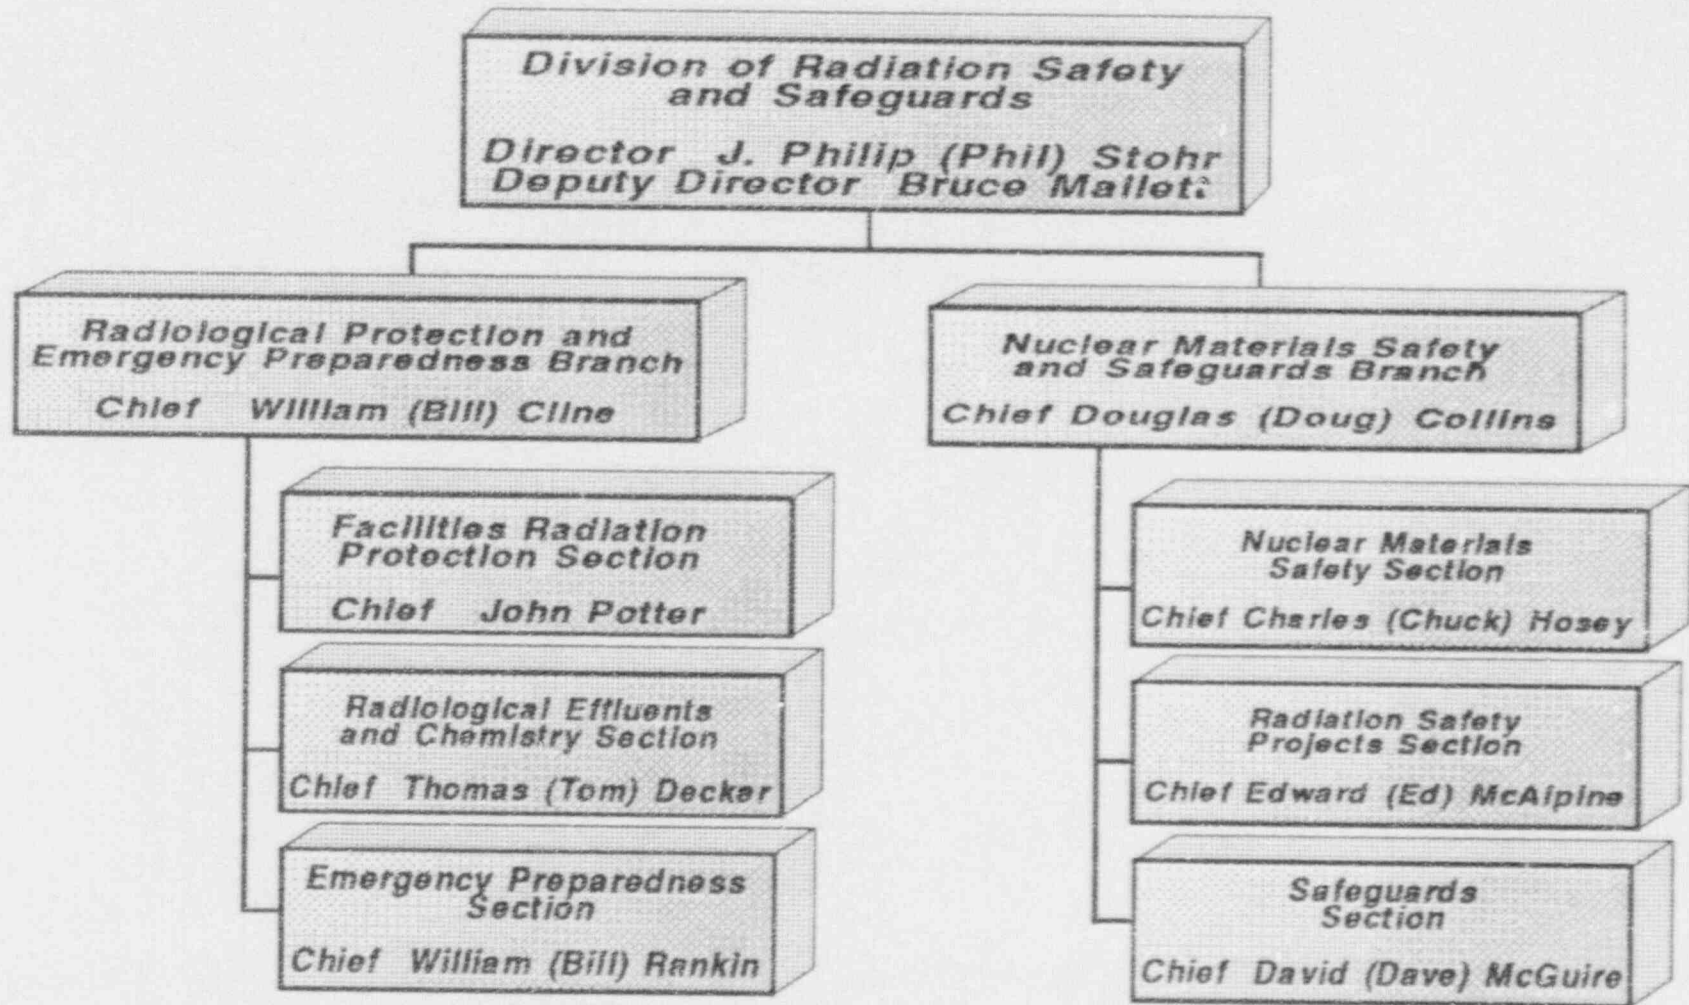 Division of Radiation Safety
and Safeguards
Director J. Philip (Phil) Stohr
Deputy Director Bruce
Radiological Protection and
Emergency Preparedness Branch
Chief William (Bill) Cline
Facilities Radiation
Protection Section
Chief John Potter
Radiological Effluents
and Chemistry Section
Chief Thomas (Tom) Decker
Emergency Preparedness
Section
Chief William (Bill) Rankin
Nuclear Materials Safety
and Safeguards Branch
Chief Douglas (Doug) Collins
Nuclear Materials
Safety Section
Chief Charles (Chuck) Hosey
Radiation Safety
Projects Section
Chief Edward (Ed) McAlpine
Safeguards
Section
Chief David (Dave) McGuire